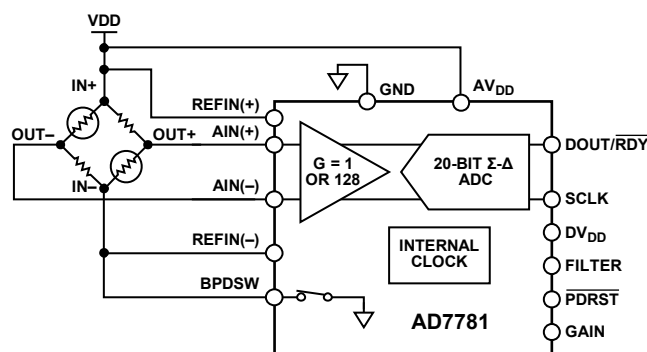 VDD
IN+
GND
AVDD
REFIN(+)
OUT–
OUT+
AIN(+)
DOUT/RDY
G = 1
OR 128
20-BIT Σ-Δ
ADC
IN–
AIN(–)
SCLK
REFIN(–)
INTERNAL
CLOCK
DVDD
FILTER
BPDSW
PDRST
AD7781
GAIN